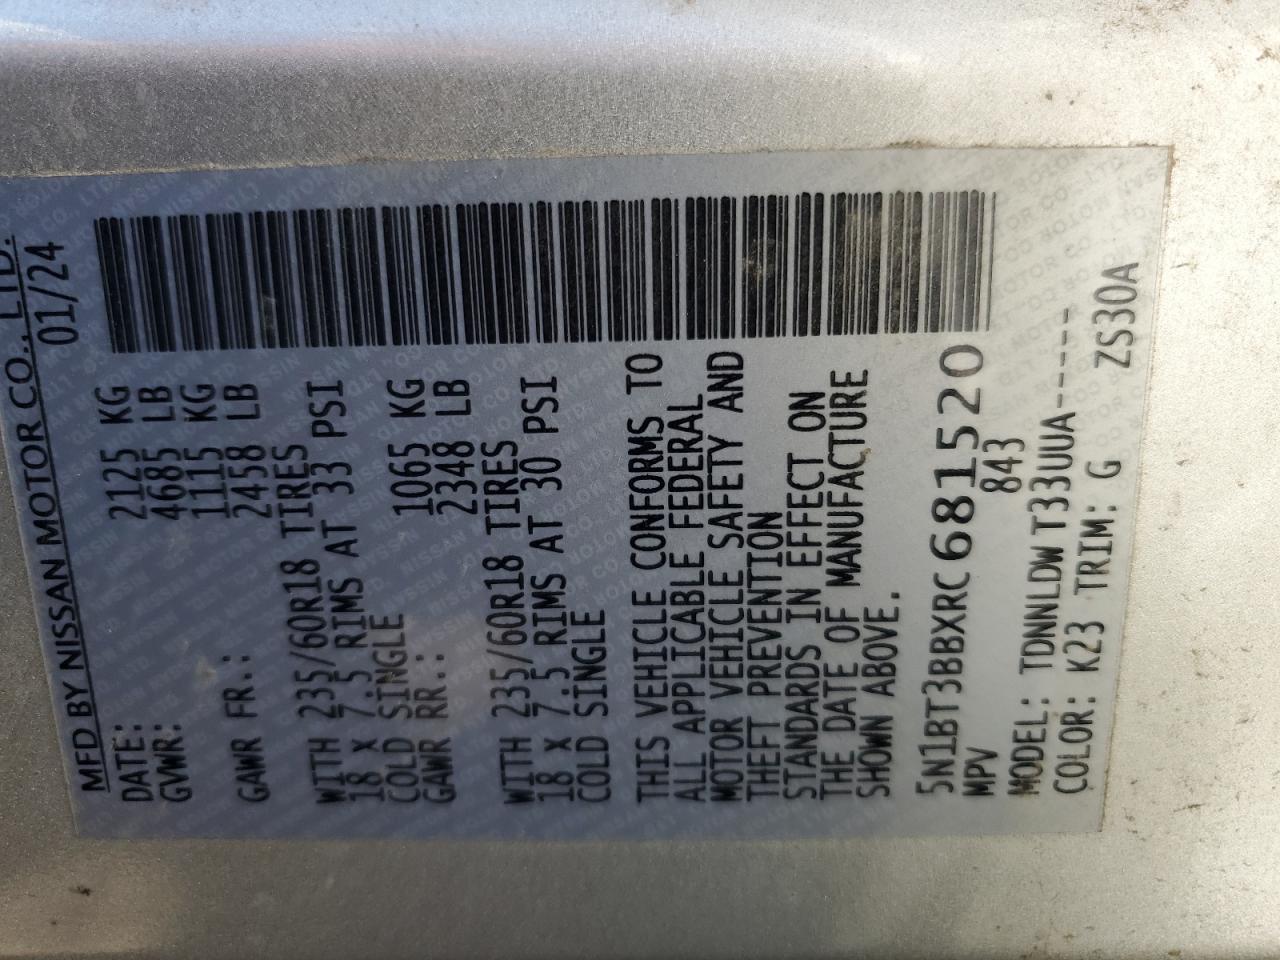 MFD BY NISSAN MOTOR CO., LTD.
DATE: 01/24
GVWR: 2125 KG
4685 LB
GAWR FR.: 1115 KG
2458 LB
WITH 235/60R18 TIRES
18 X 7.5 RIMS AT 33 PSI
COLD SINGLE
GAWR RR.: 1065 KG
2348 LB
WITH 235/60R18 TIRES
18 X 7.5 RIMS AT 30 PSI
COLD SINGLE
THIS VEHICLE CONFORMS TO
ALL APPLICABLE FEDERAL
MOTOR VEHICLE SAFETY AND
THEFT PREVENTION
STANDARDS IN EFFECT ON
THE DATE OF MANUFACTURE
SHOWN ABOVE.
5N1BT3BBXRC681520
MPV 843
MODEL: TDNNLDW T33UUA-----
COLOR: K23 TRIM: G ZS30A